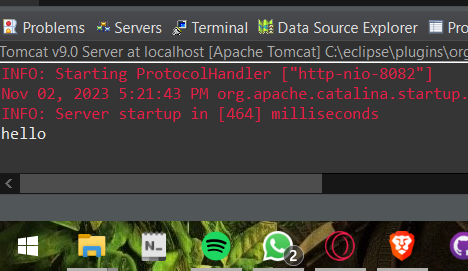 Problems Servers Terminal Data Source Explorer
Tomcat v9.0 Server at localhost [Apache Tomcat] C:\eclipse\plugins\org
INFO: Starting ProtocolHandler ["http-nio-8082"]
Nov 02, 2023 5:21:43 PM org.apache.catalina.startup.
INFO: Server startup in [464] milliseconds
hello
N
2